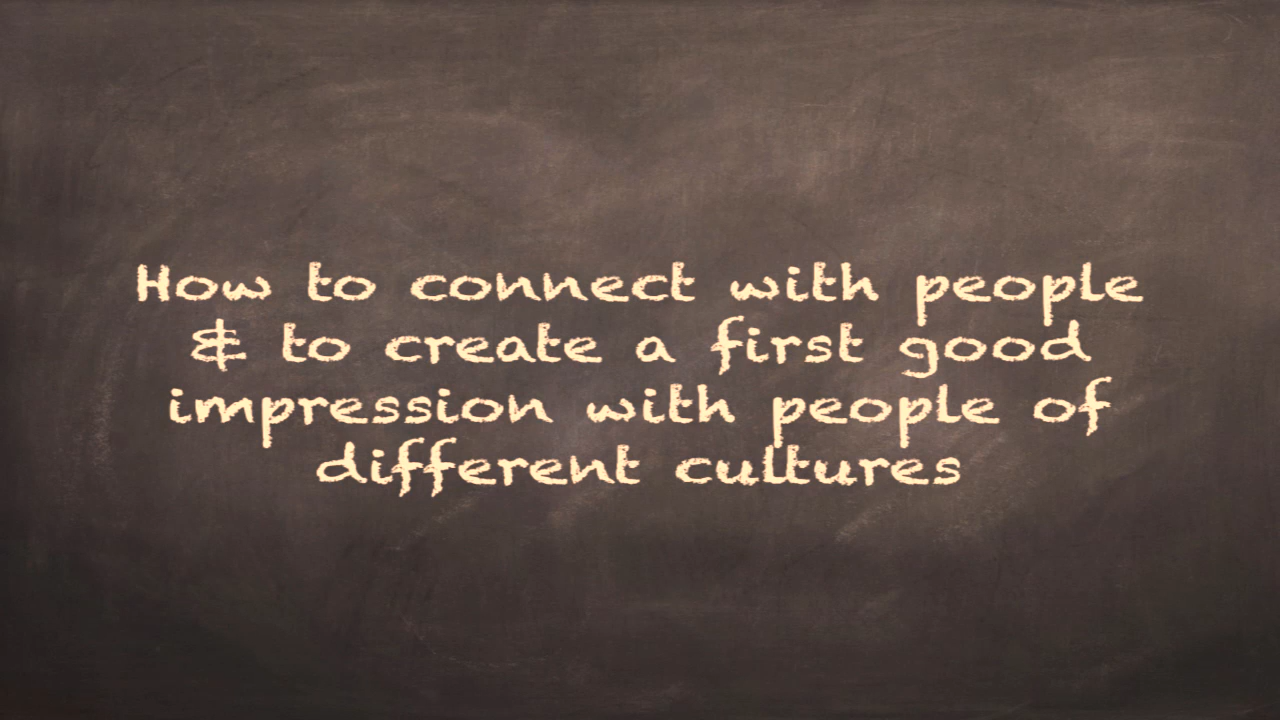 How to connect with people
& to create a first good
impression with people of
different cultures